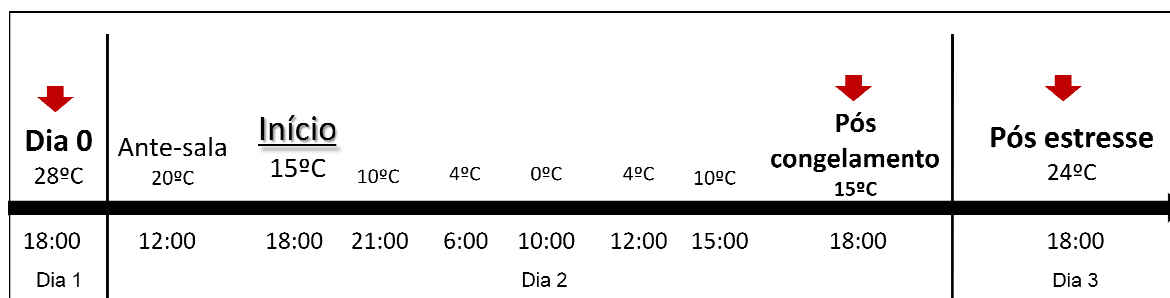 Dia 0
28ºC
Ante-sala
20ºC
Início
15ºC
10ºC
4ºC
0ºC
4ºC
10ºC
Pós
congelamento
15ºC
Pós estresse
24ºC
18:00
12:00
18:00
21:00
6:00
10:00
12:00
15:00
18:00
18:00
Dia 1
Dia 2
Dia 3